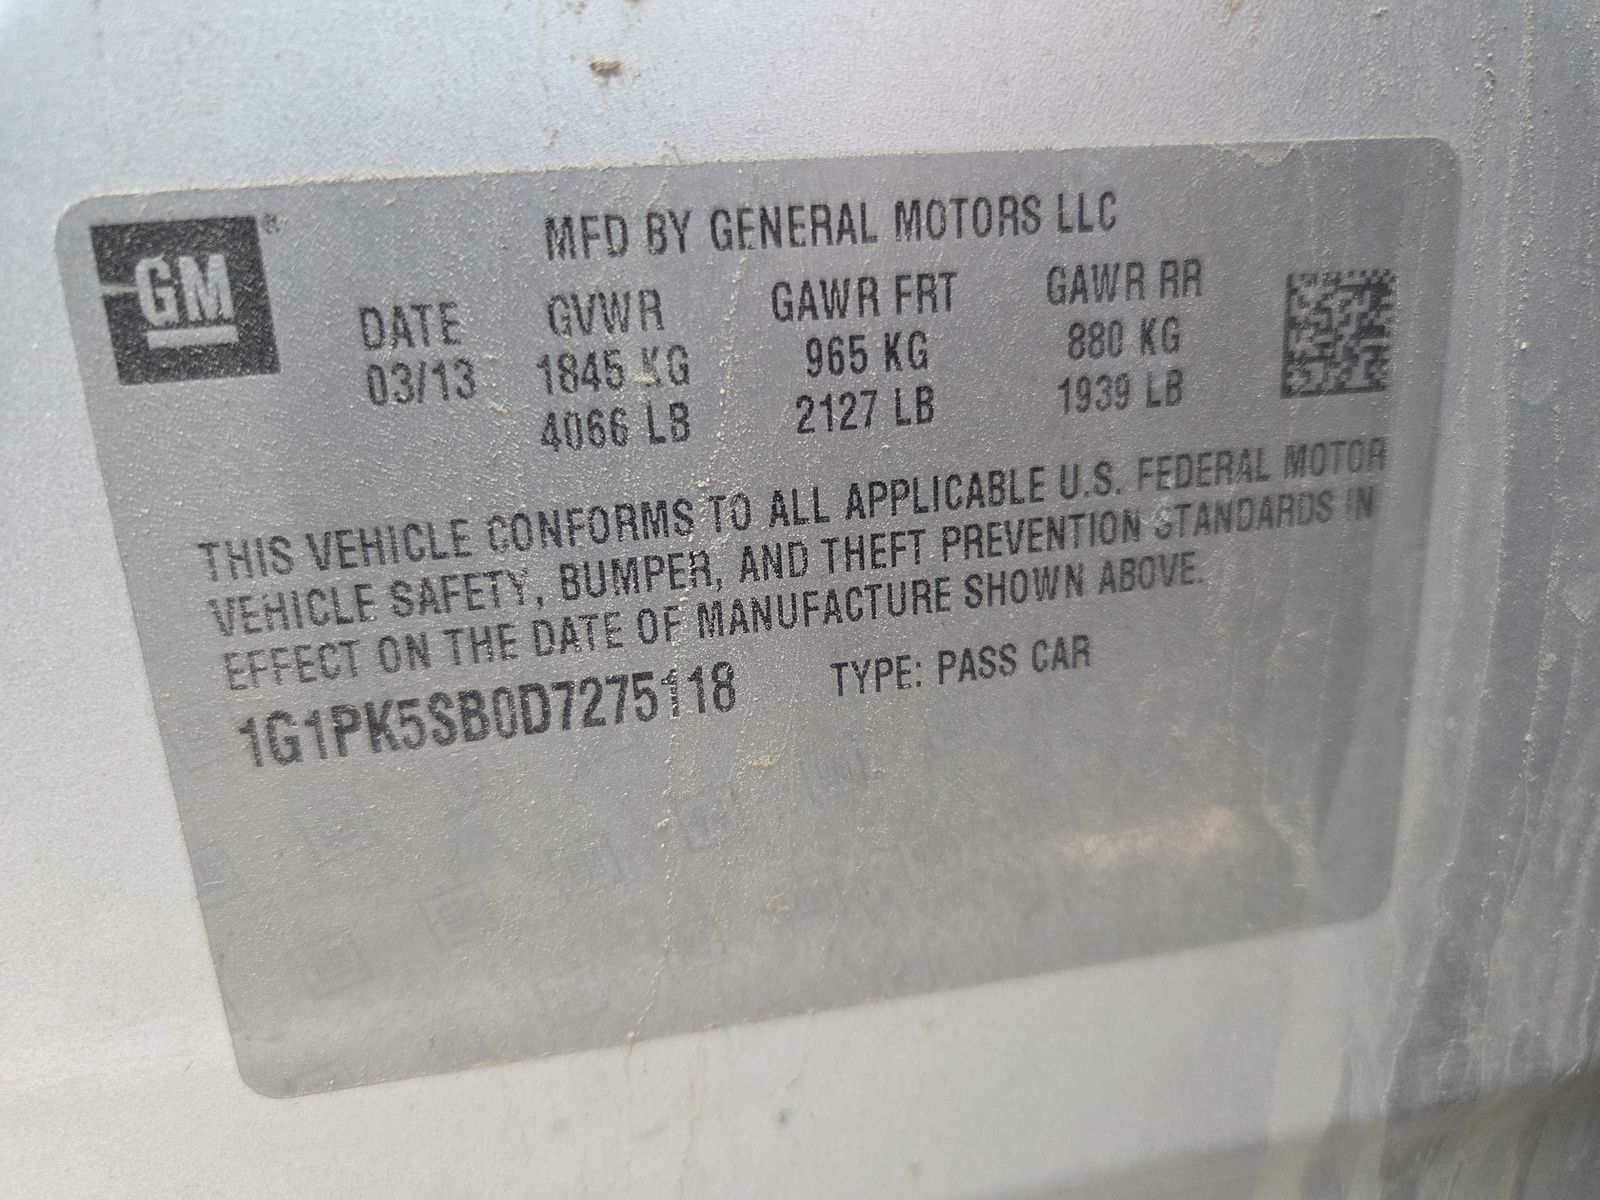 GM®
MFD BY GENERAL MOTORS LLC
DATE GVWR GAWR FRT GAWR RR
03/13 1845 KG 965 KG 880 KG
4066 LB 2127 LB 1939 LB
THIS VEHICLE CONFORMS TO ALL APPLICABLE U.S. FEDERAL MOTOR
VEHICLE SAFETY, BUMPER, AND THEFT PREVENTION STANDARDS IN
EFFECT ON THE DATE OF MANUFACTURE SHOWN ABOVE.
1G1PK5SB0D7275118 TYPE: PASS CAR